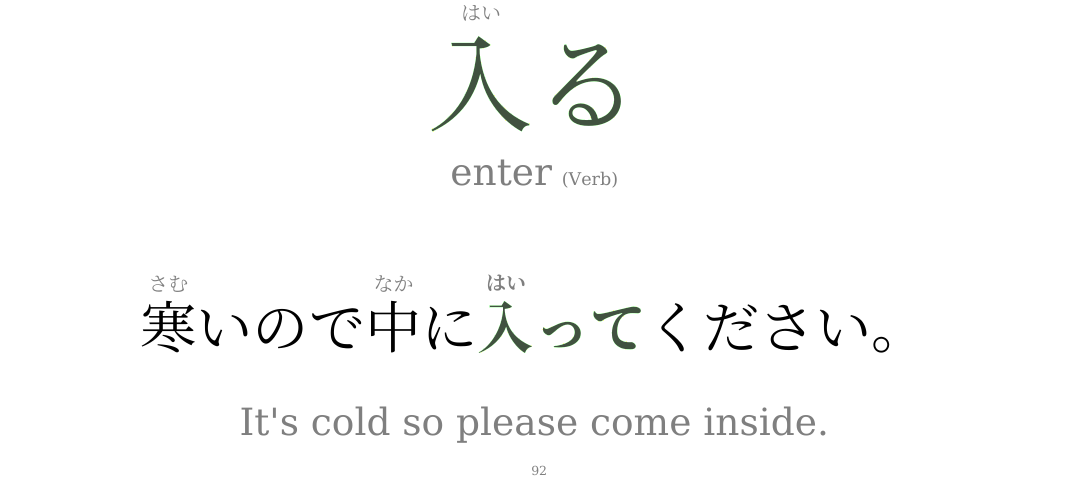 はい
入る
enter (Verb)
さむ なか はい
寒いので中に入ってください。
It's cold so please come inside.
92